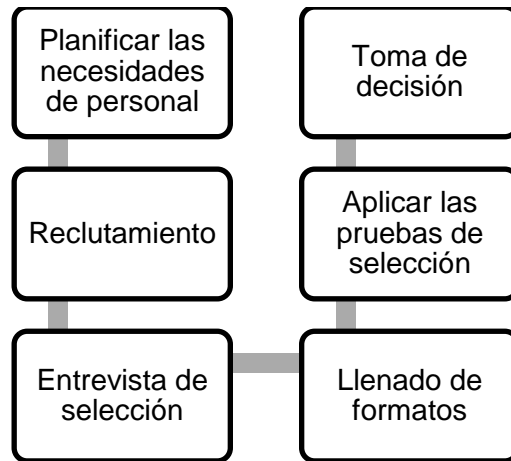 Planificar las
necesidades
de personal
Reclutamiento
Entrevista de
selección
Llenado de
formatos
Aplicar las
pruebas de
selección
Toma de
decisión